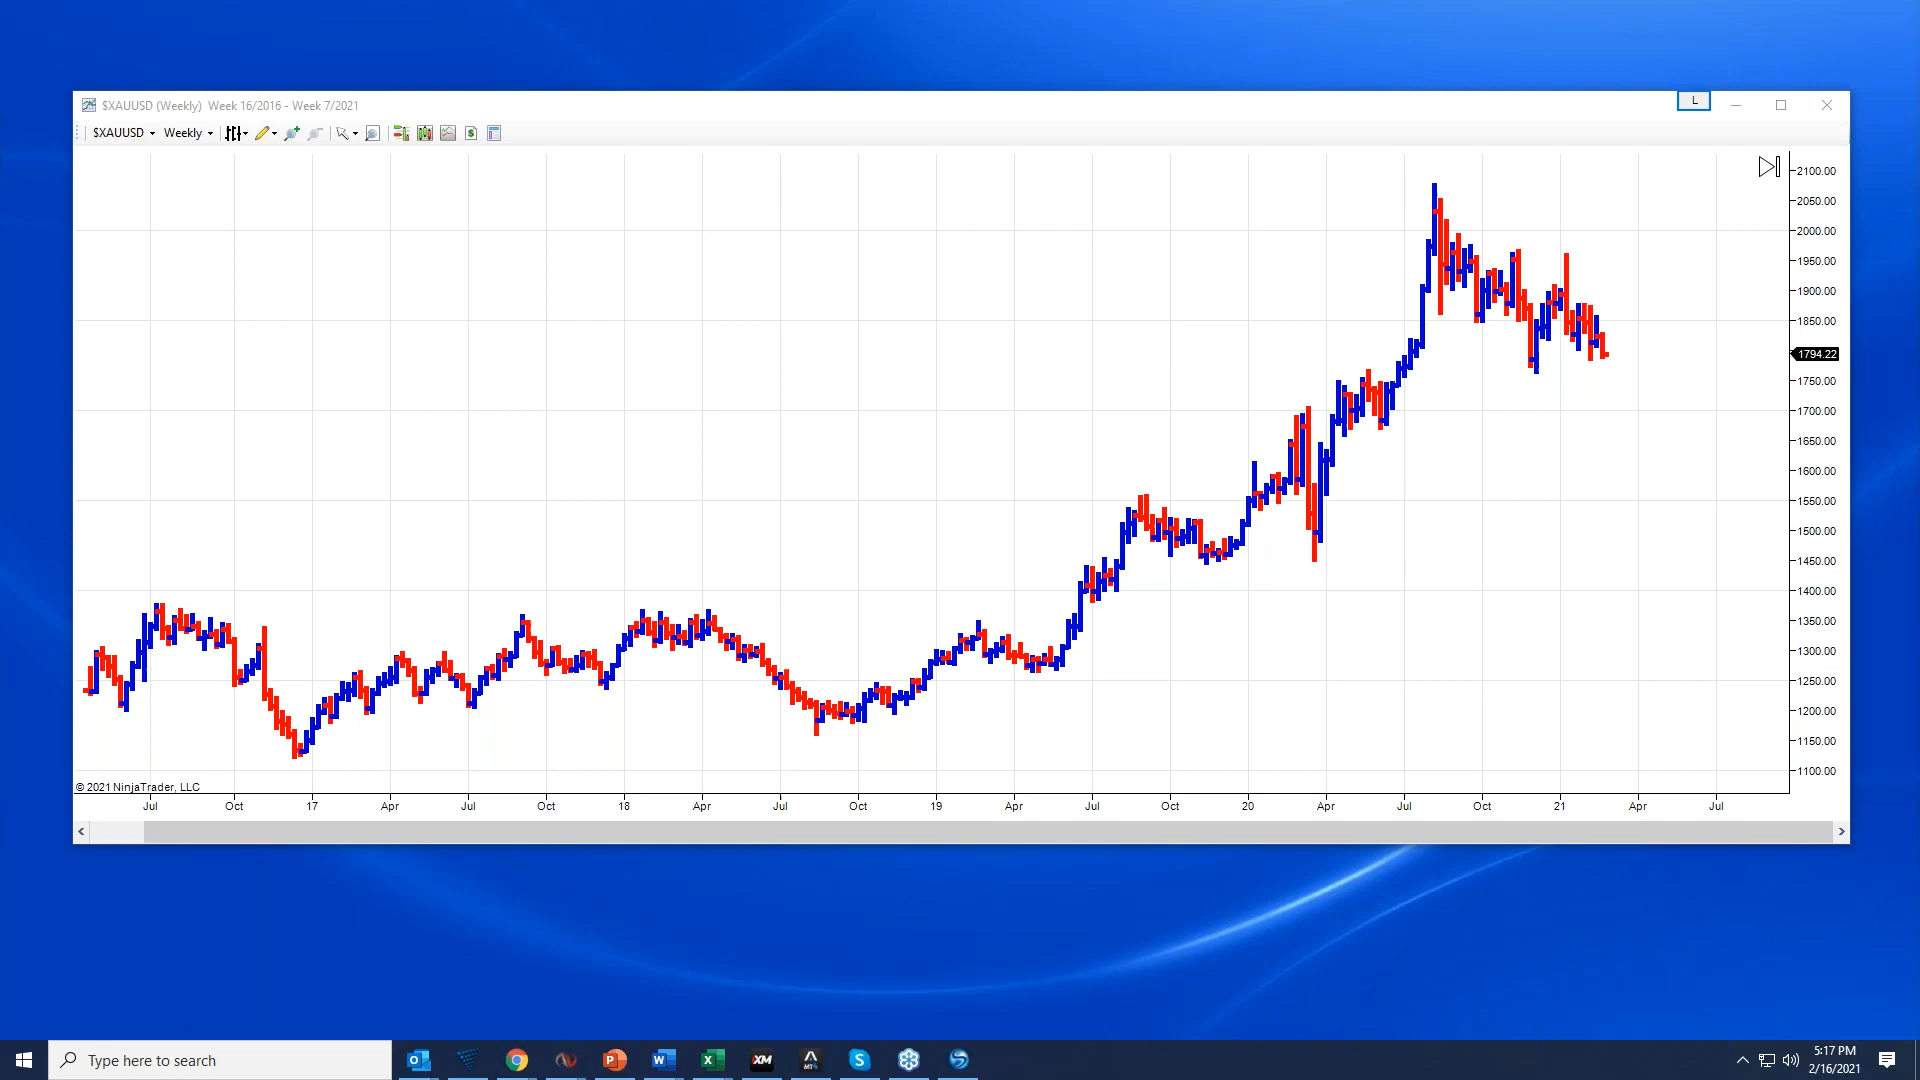 $XAUUSD (Weekly)  Week 16/2016 - Week 7/2021
L
$XAUUSD
Weekly
2100.00
2050.00
2000.00
1950.00
1900.00
1850.00
1794.22
1750.00
1700.00
1650.00
1600.00
1550.00
1500.00
1450.00
1400.00
1350.00
1300.00
1250.00
1200.00
1150.00
1100.00
© 2021 NinjaTrader, LLC
Jul Oct 17 Apr Jul Oct 18 Apr Jul Oct 19 Apr Jul Oct 20 Apr Jul Oct 21 Apr Jul
Type here to search
XM
MT4
5:17 PM
2/16/2021